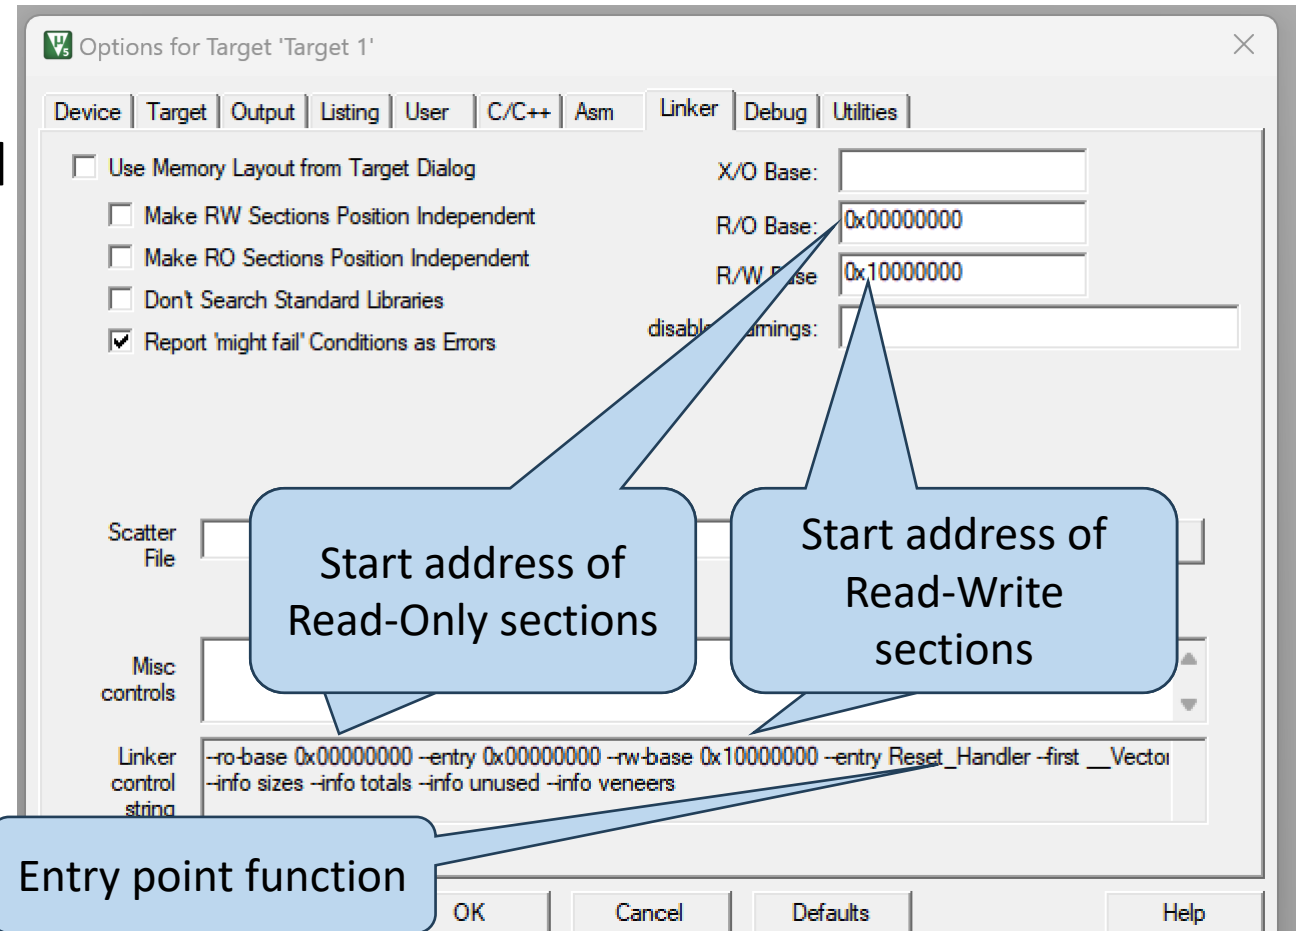 Options for Target 'Target 1'
Device Target Output Listing User C/C++ Asm Linker Debug Utilities
Use Memory Layout from Target Dialog
Make RW Sections Position Independent
Make RO Sections Position Independent
Don't Search Standard Libraries
Report 'might fail' Conditions as Errors
X/O Base:
R/O Base: 0x00000000
R/W Base 0x10000000
Scatter
File
Start address of
Read-Only sections
Start address of
Read-Write
sections
Misc
controls
Linker
control
string
--ro-base 0x00000000 --entry 0x00000000 --rw-base 0x10000000 --entry Reset_Handler --first __Vector
--info sizes --info totals --info unused --info veneers
Entry point function
OK Cancel Defaults Help